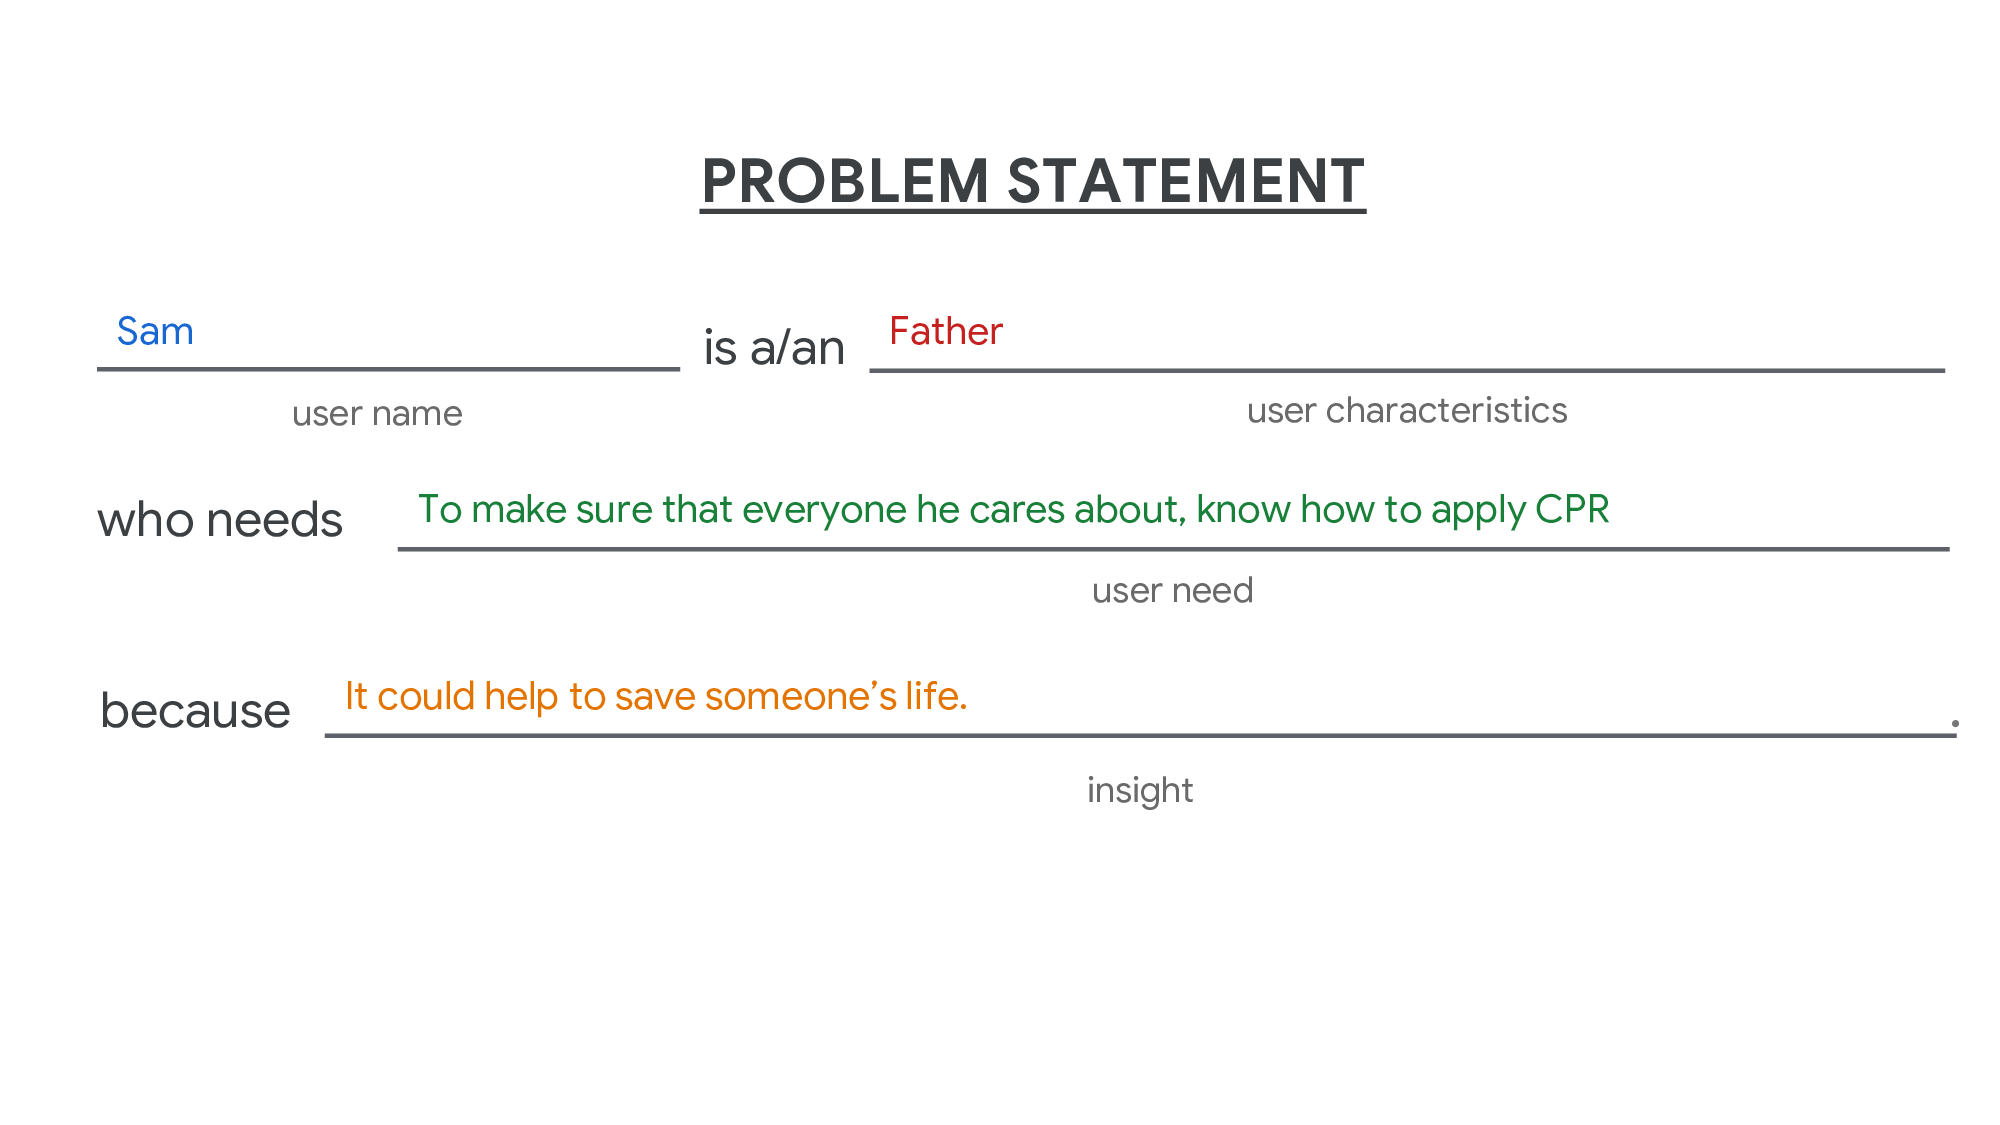 PROBLEM STATEMENT
Sam is a/an Father
user name user characteristics
who needs To make sure that everyone he cares about, know how to apply CPR
user need
because It could help to save someone’s life. .
insight